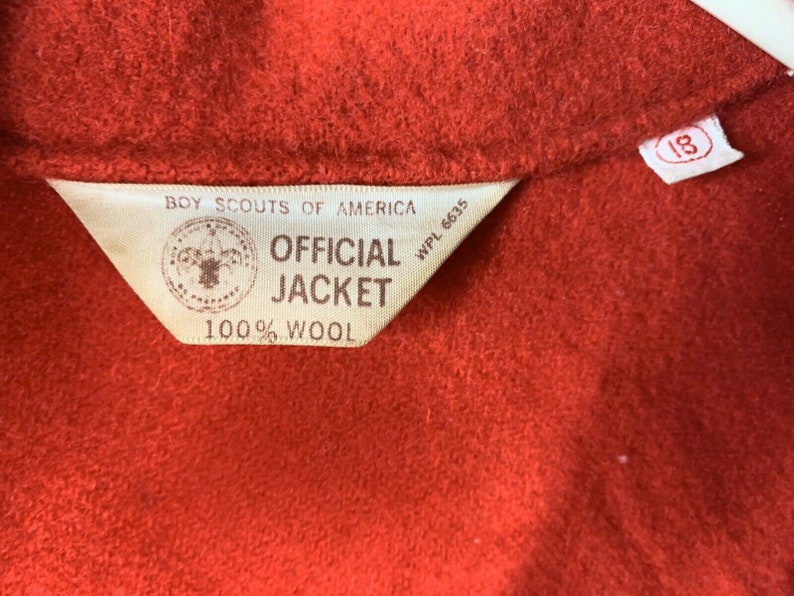 BOY SCOUTS OF AMERICA
OFFICIAL
JACKET
100% WOOL
WPL 6635
18